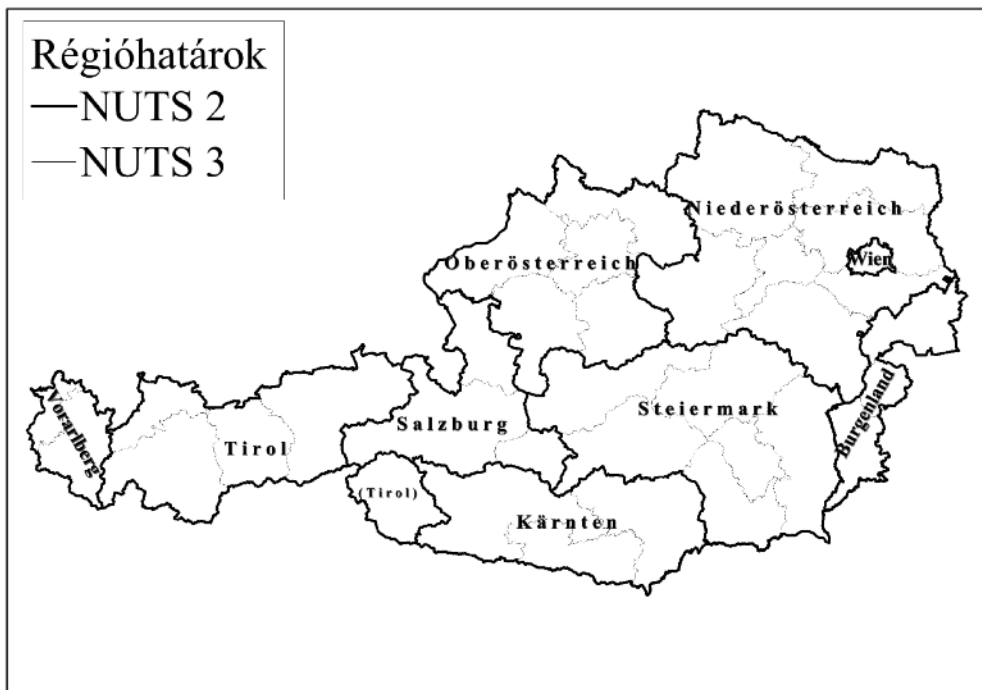 Régióhatárok
NUTS 2
NUTS 3
Niederösterreich
Wien
Oberösterreich
Burgenland
Vorarlberg
Steiermark
Salzburg
Tirol
(Tirol)
Kärnten